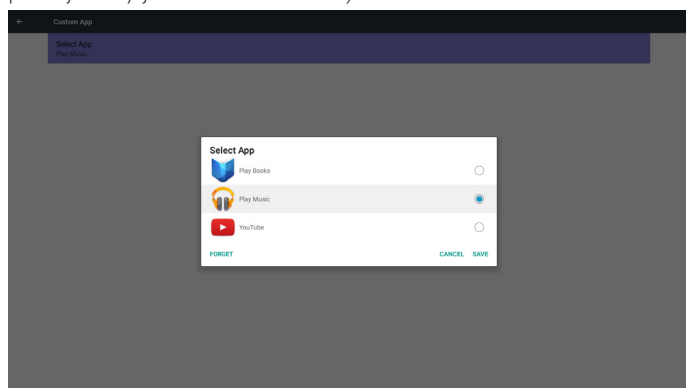 Custom App
Select App
Play Music
Select App
Play Books
Play Music
YouTube
FORGET
CANCEL SAVE